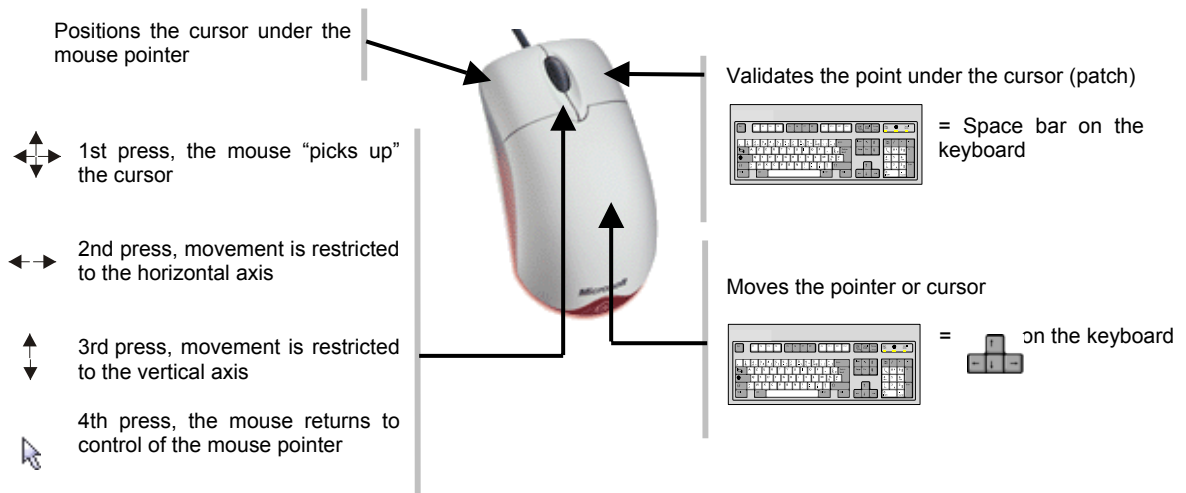 Positions the cursor under the
mouse pointer
1st press, the mouse “picks up”
the cursor
2nd press, movement is restricted
to the horizontal axis
3rd press, movement is restricted
to the vertical axis
4th press, the mouse returns to
control of the mouse pointer
Microsoft
Validates the point under the cursor (patch)
= Space bar on the
keyboard
Moves the pointer or cursor
= on the keyboard